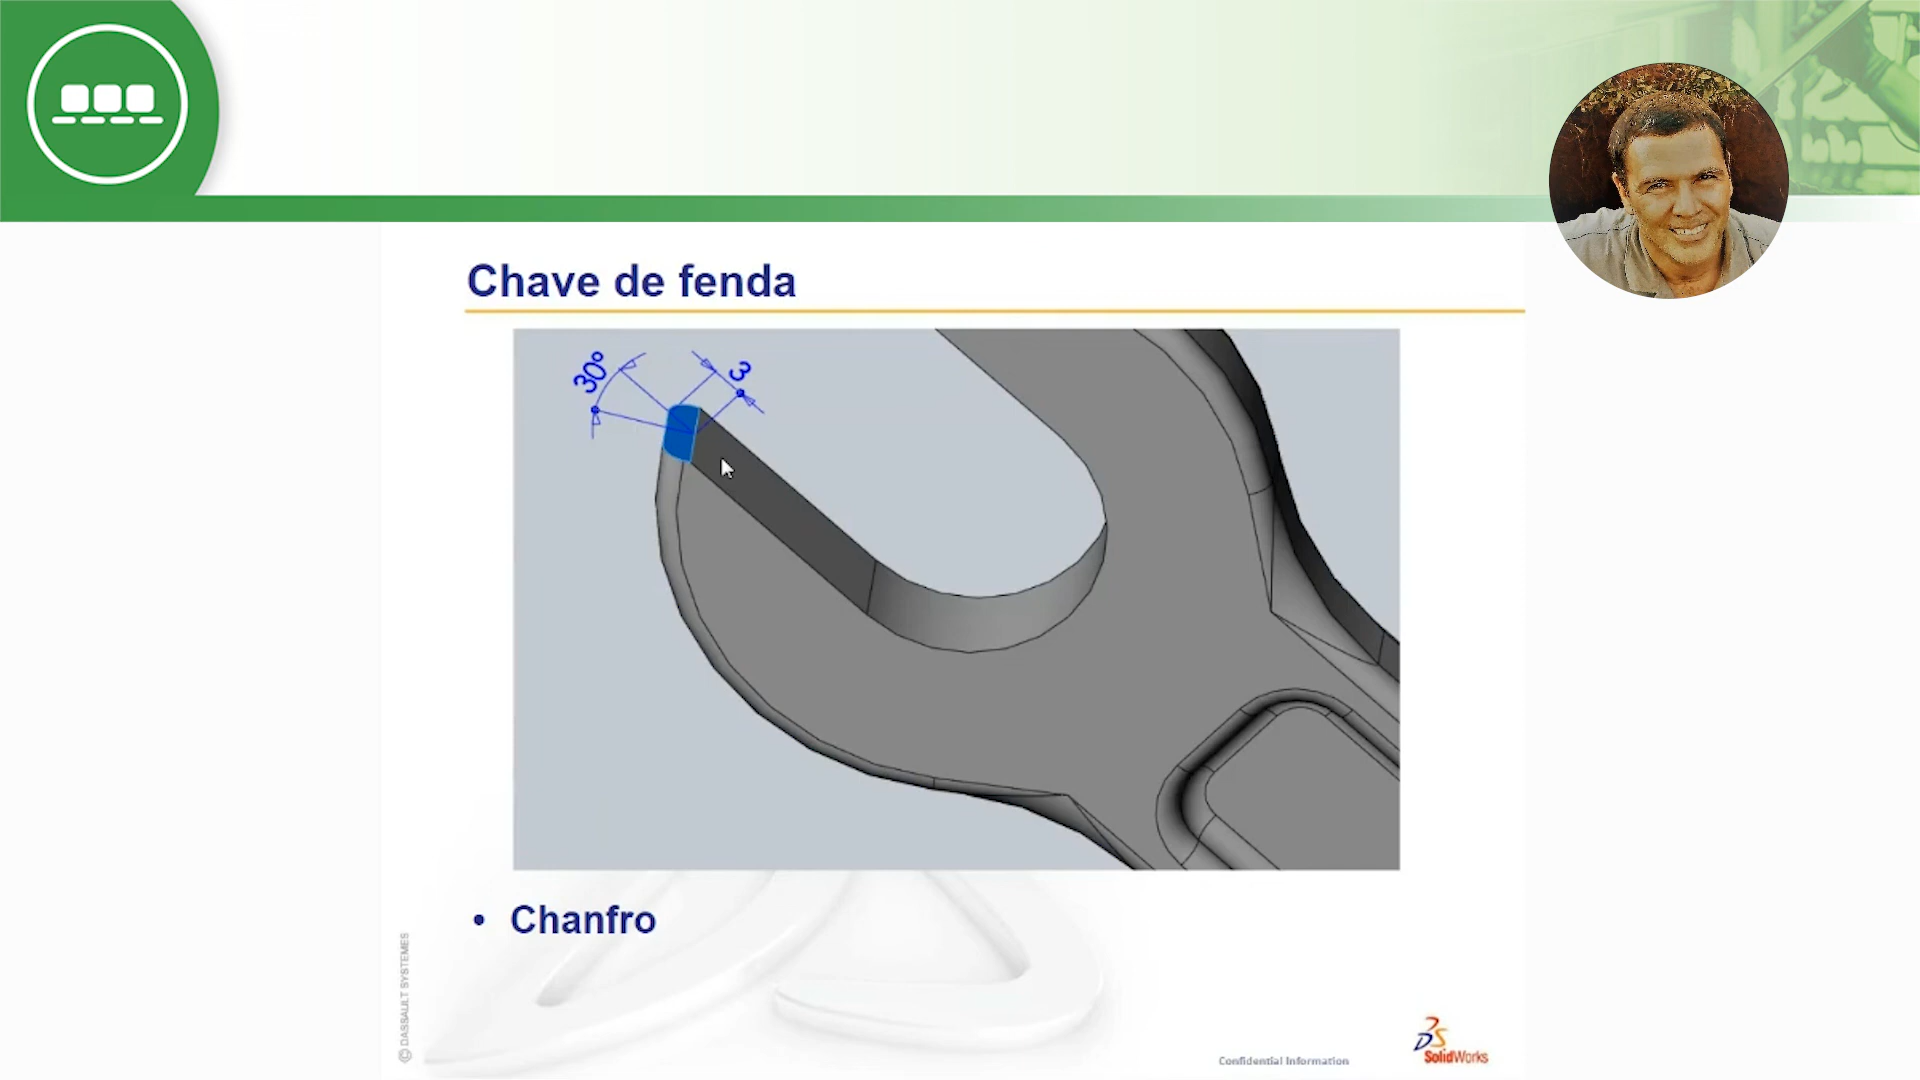 Chave de fenda
30°
3
• Chanfro
© DASSAULT SYSTEMES
Confidential Information
SolidWorks